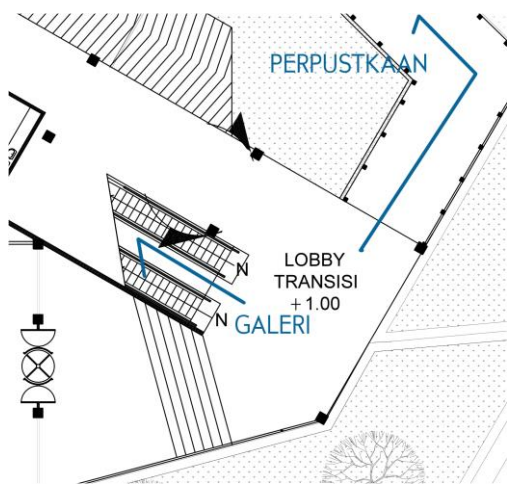 PERPUSTKAAN
LOBBY
TRANSISI
+1.00
GALERI
N
N